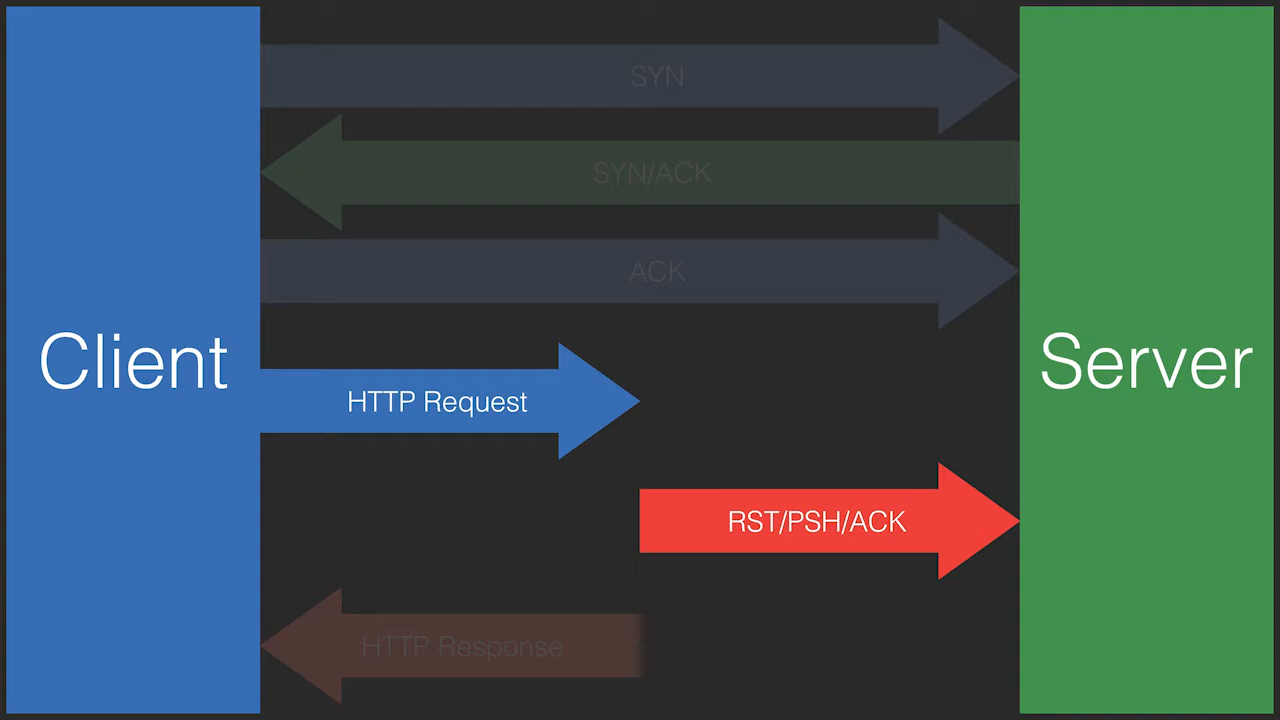 SYN
SYN/ACK
ACK
Client
Server
HTTP Request
RST/PSH/ACK
HTTP Response